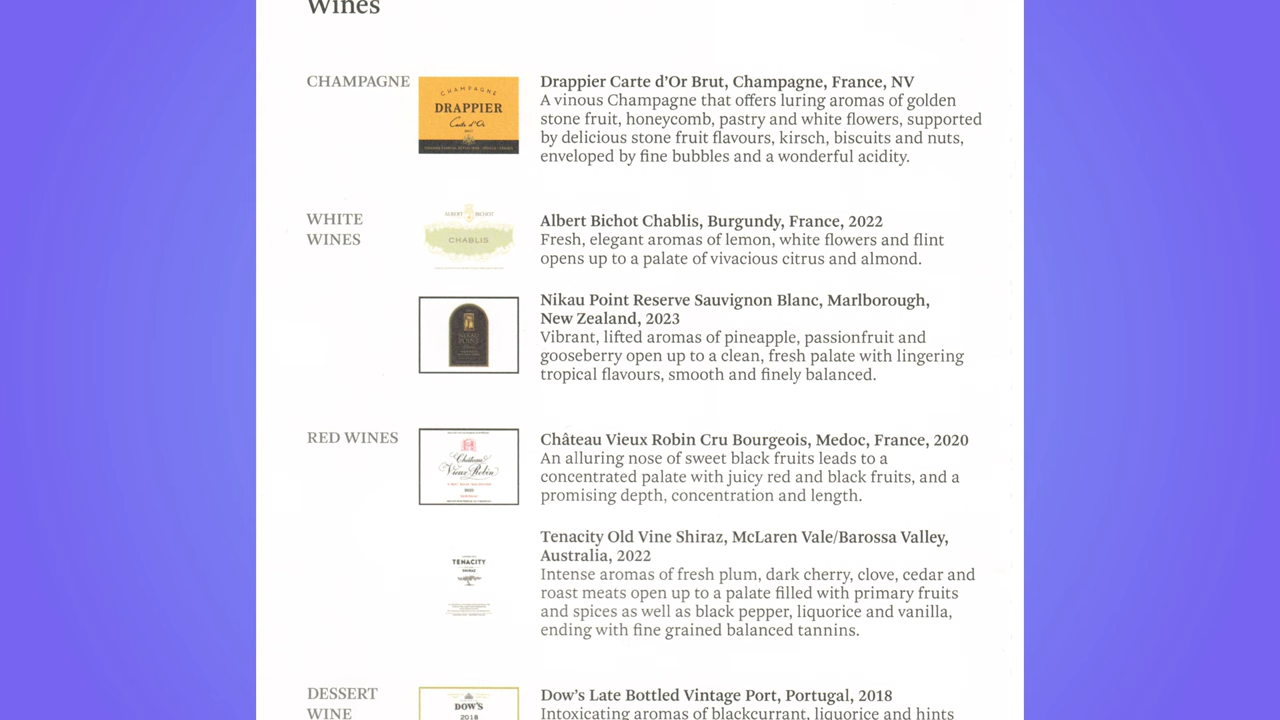 Wines
CHAMPAGNE
CHAMPAGNE
DRAPPIER
Carte d'Or
BRUT
Drappier Carte d'Or Brut, Champagne, France, NV
A vinous Champagne that offers luring aromas of golden
stone fruit, honeycomb, pastry and white flowers, supported
by delicious stone fruit flavours, kirsch, biscuits and nuts,
enveloped by fine bubbles and a wonderful acidity.
WHITE
WINES
ALBERT BICHOT
CHABLIS
Albert Bichot Chablis, Burgundy, France, 2022
Fresh, elegant aromas of lemon, white flowers and flint
opens up to a palate of vivacious citrus and almond.
NIKAU
POINT
Nikau Point Reserve Sauvignon Blanc, Marlborough,
New Zealand, 2023
Vibrant, lifted aromas of pineapple, passionfruit and
gooseberry open up to a clean, fresh palate with lingering
tropical flavours, smooth and finely balanced.
RED WINES
Château
Vieux Robin
Château Vieux Robin Cru Bourgeois, Medoc, France, 2020
An alluring nose of sweet black fruits leads to a
concentrated palate with juicy red and black fruits, and a
promising depth, concentration and length.
TENACITY
SHIRAZ
Tenacity Old Vine Shiraz, McLaren Vale/Barossa Valley,
Australia, 2022
Intense aromas of fresh plum, dark cherry, clove, cedar and
roast meats open up to a palate filled with primary fruits
and spices as well as black pepper, liquorice and vanilla,
ending with fine grained balanced tannins.
DESSERT
WINE
DOW'S
2018
Dow's Late Bottled Vintage Port, Portugal, 2018
Intoxicating aromas of blackcurrant, liquorice and hints